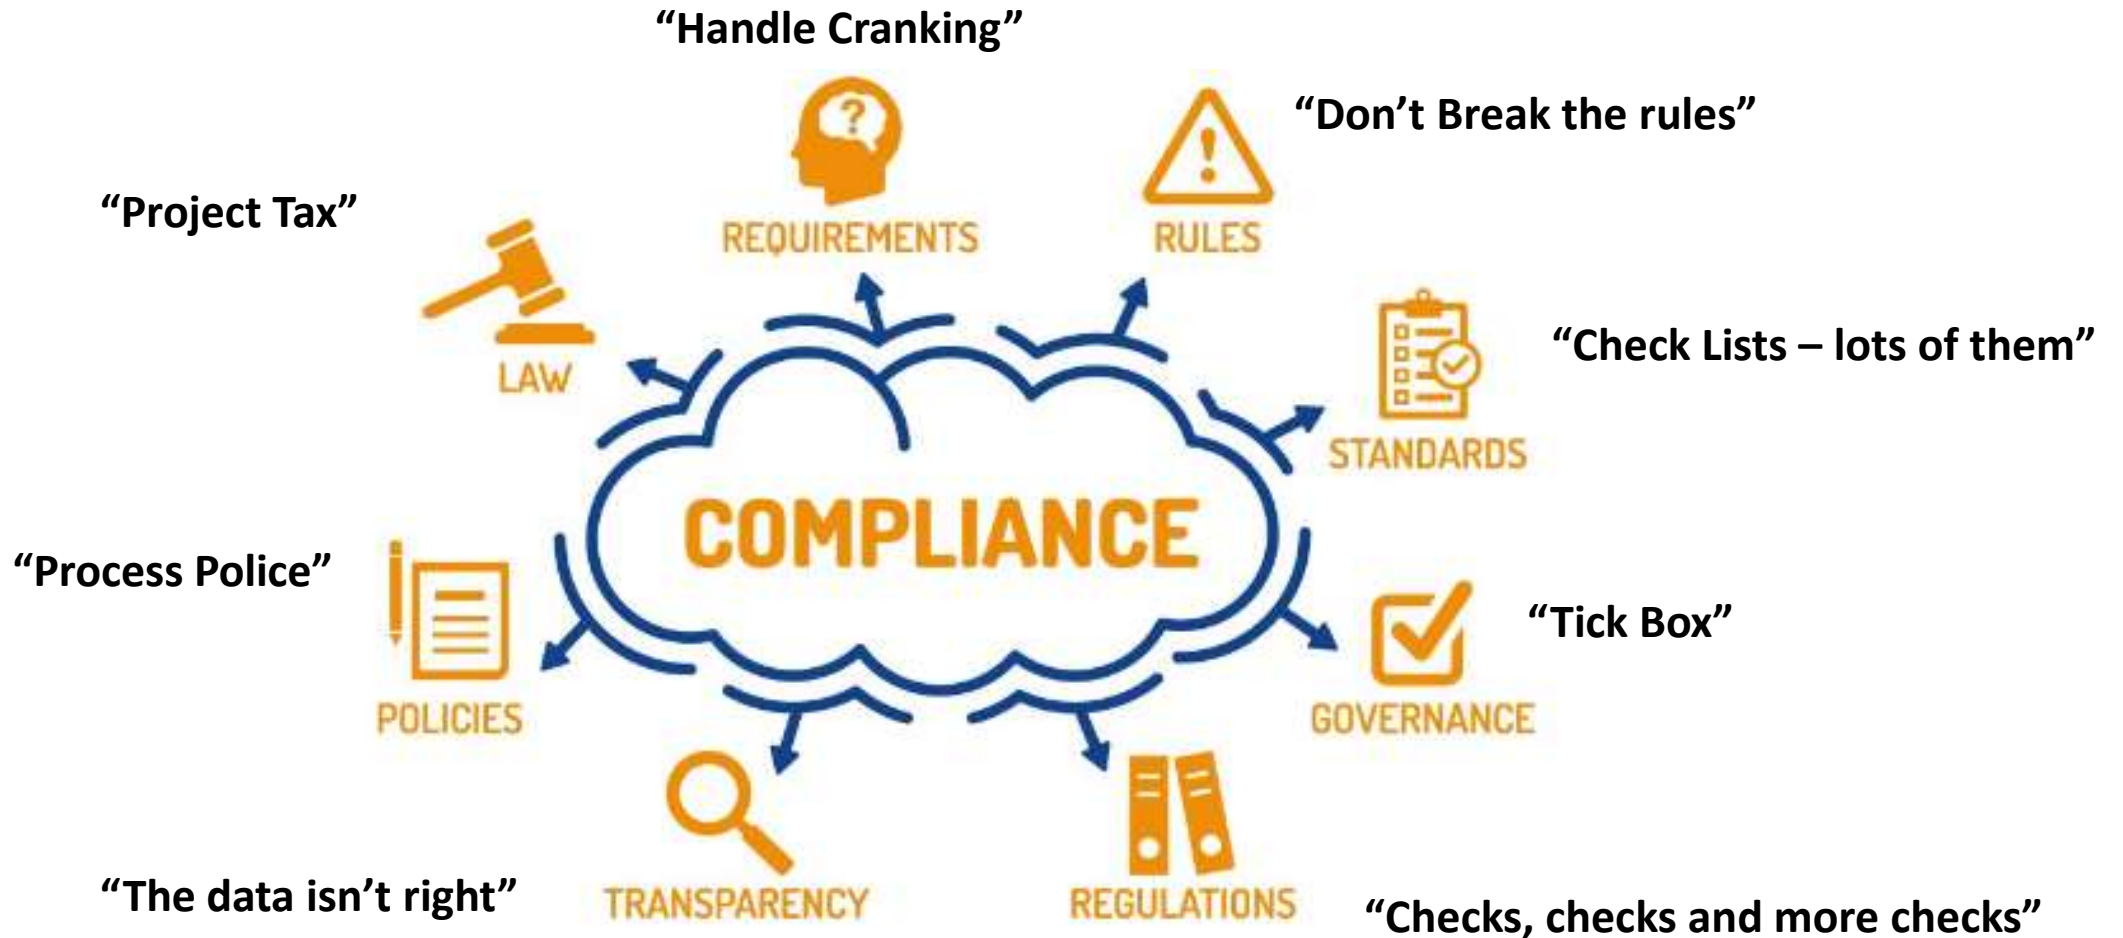 “Handle Cranking”
“Don’t Break the rules”
“Project Tax”
REQUIREMENTS
RULES
“Check Lists – lots of them”
LAW
STANDARDS
COMPLIANCE
“Process Police”
“Tick Box”
POLICIES
GOVERNANCE
“The data isn’t right”
TRANSPARENCY
REGULATIONS
“Checks, checks and more checks”